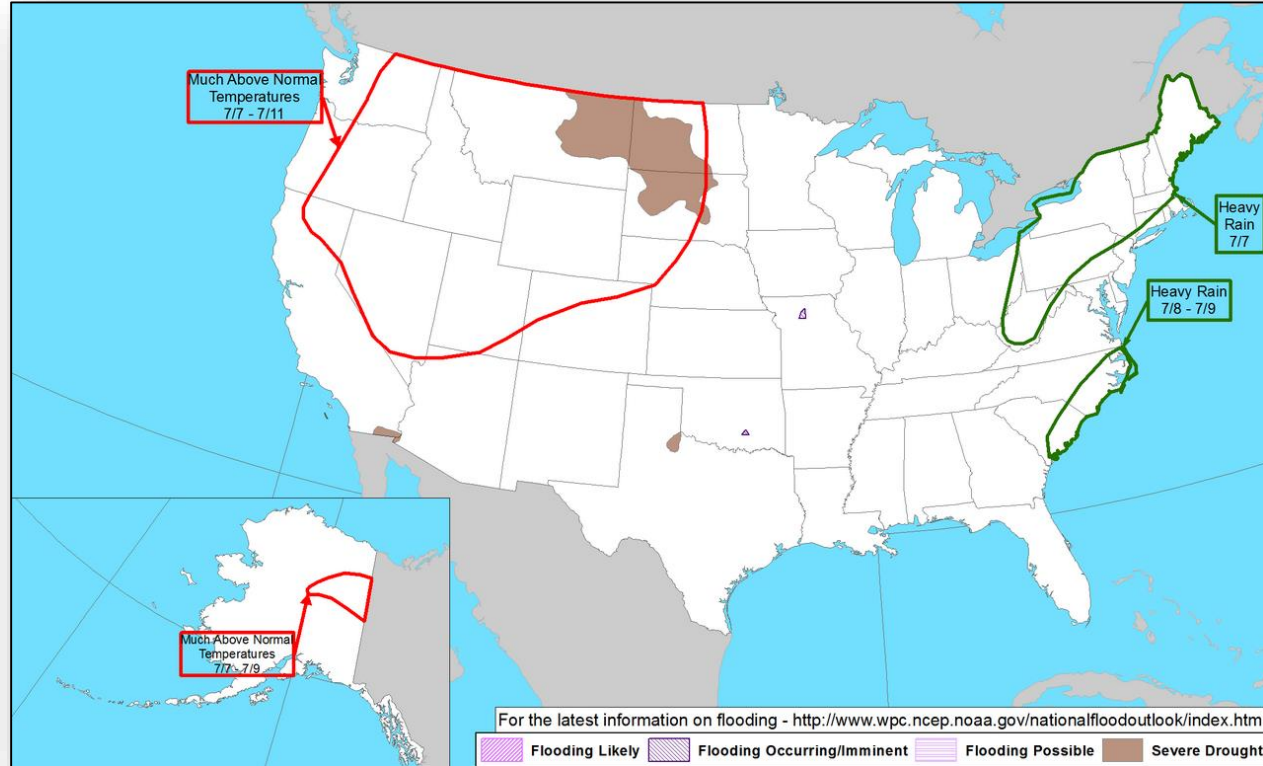 Much Above Normal
Temperatures
7/7 - 7/11
Heavy
Rain
7/7
Heavy Rain
7/8 - 7/9
Much Above Normal
Temperatures
7/7 - 7/9
For the latest information on flooding - http://www.wpc.ncep.noaa.gov/nationalfloodoutlook/index.htm
Flooding Likely Flooding Occurring/Imminent Flooding Possible Severe Drought